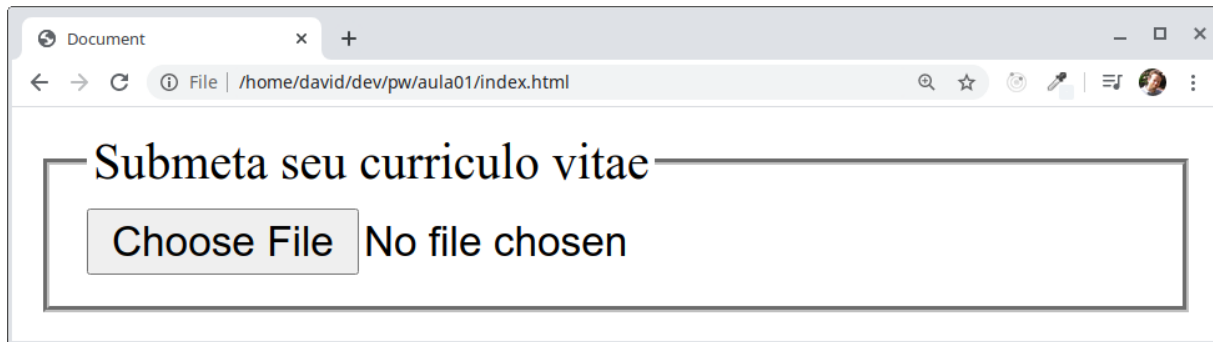 Document
File | /home/david/dev/pw/aula01/index.html
Submeta seu curriculo vitae
Choose File No file chosen